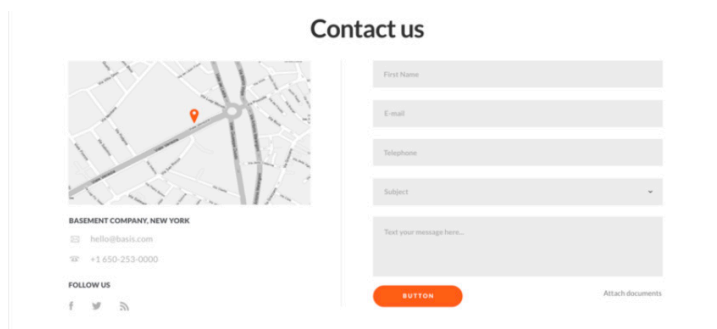 Contact us
BASEMENT COMPANY, NEW YORK
hello@basis.com
+1 650-253-0000
FOLLOW US
First Name
E-mail
Telephone
Subject
Text your mesrage here...
BUTTON
Attach documents